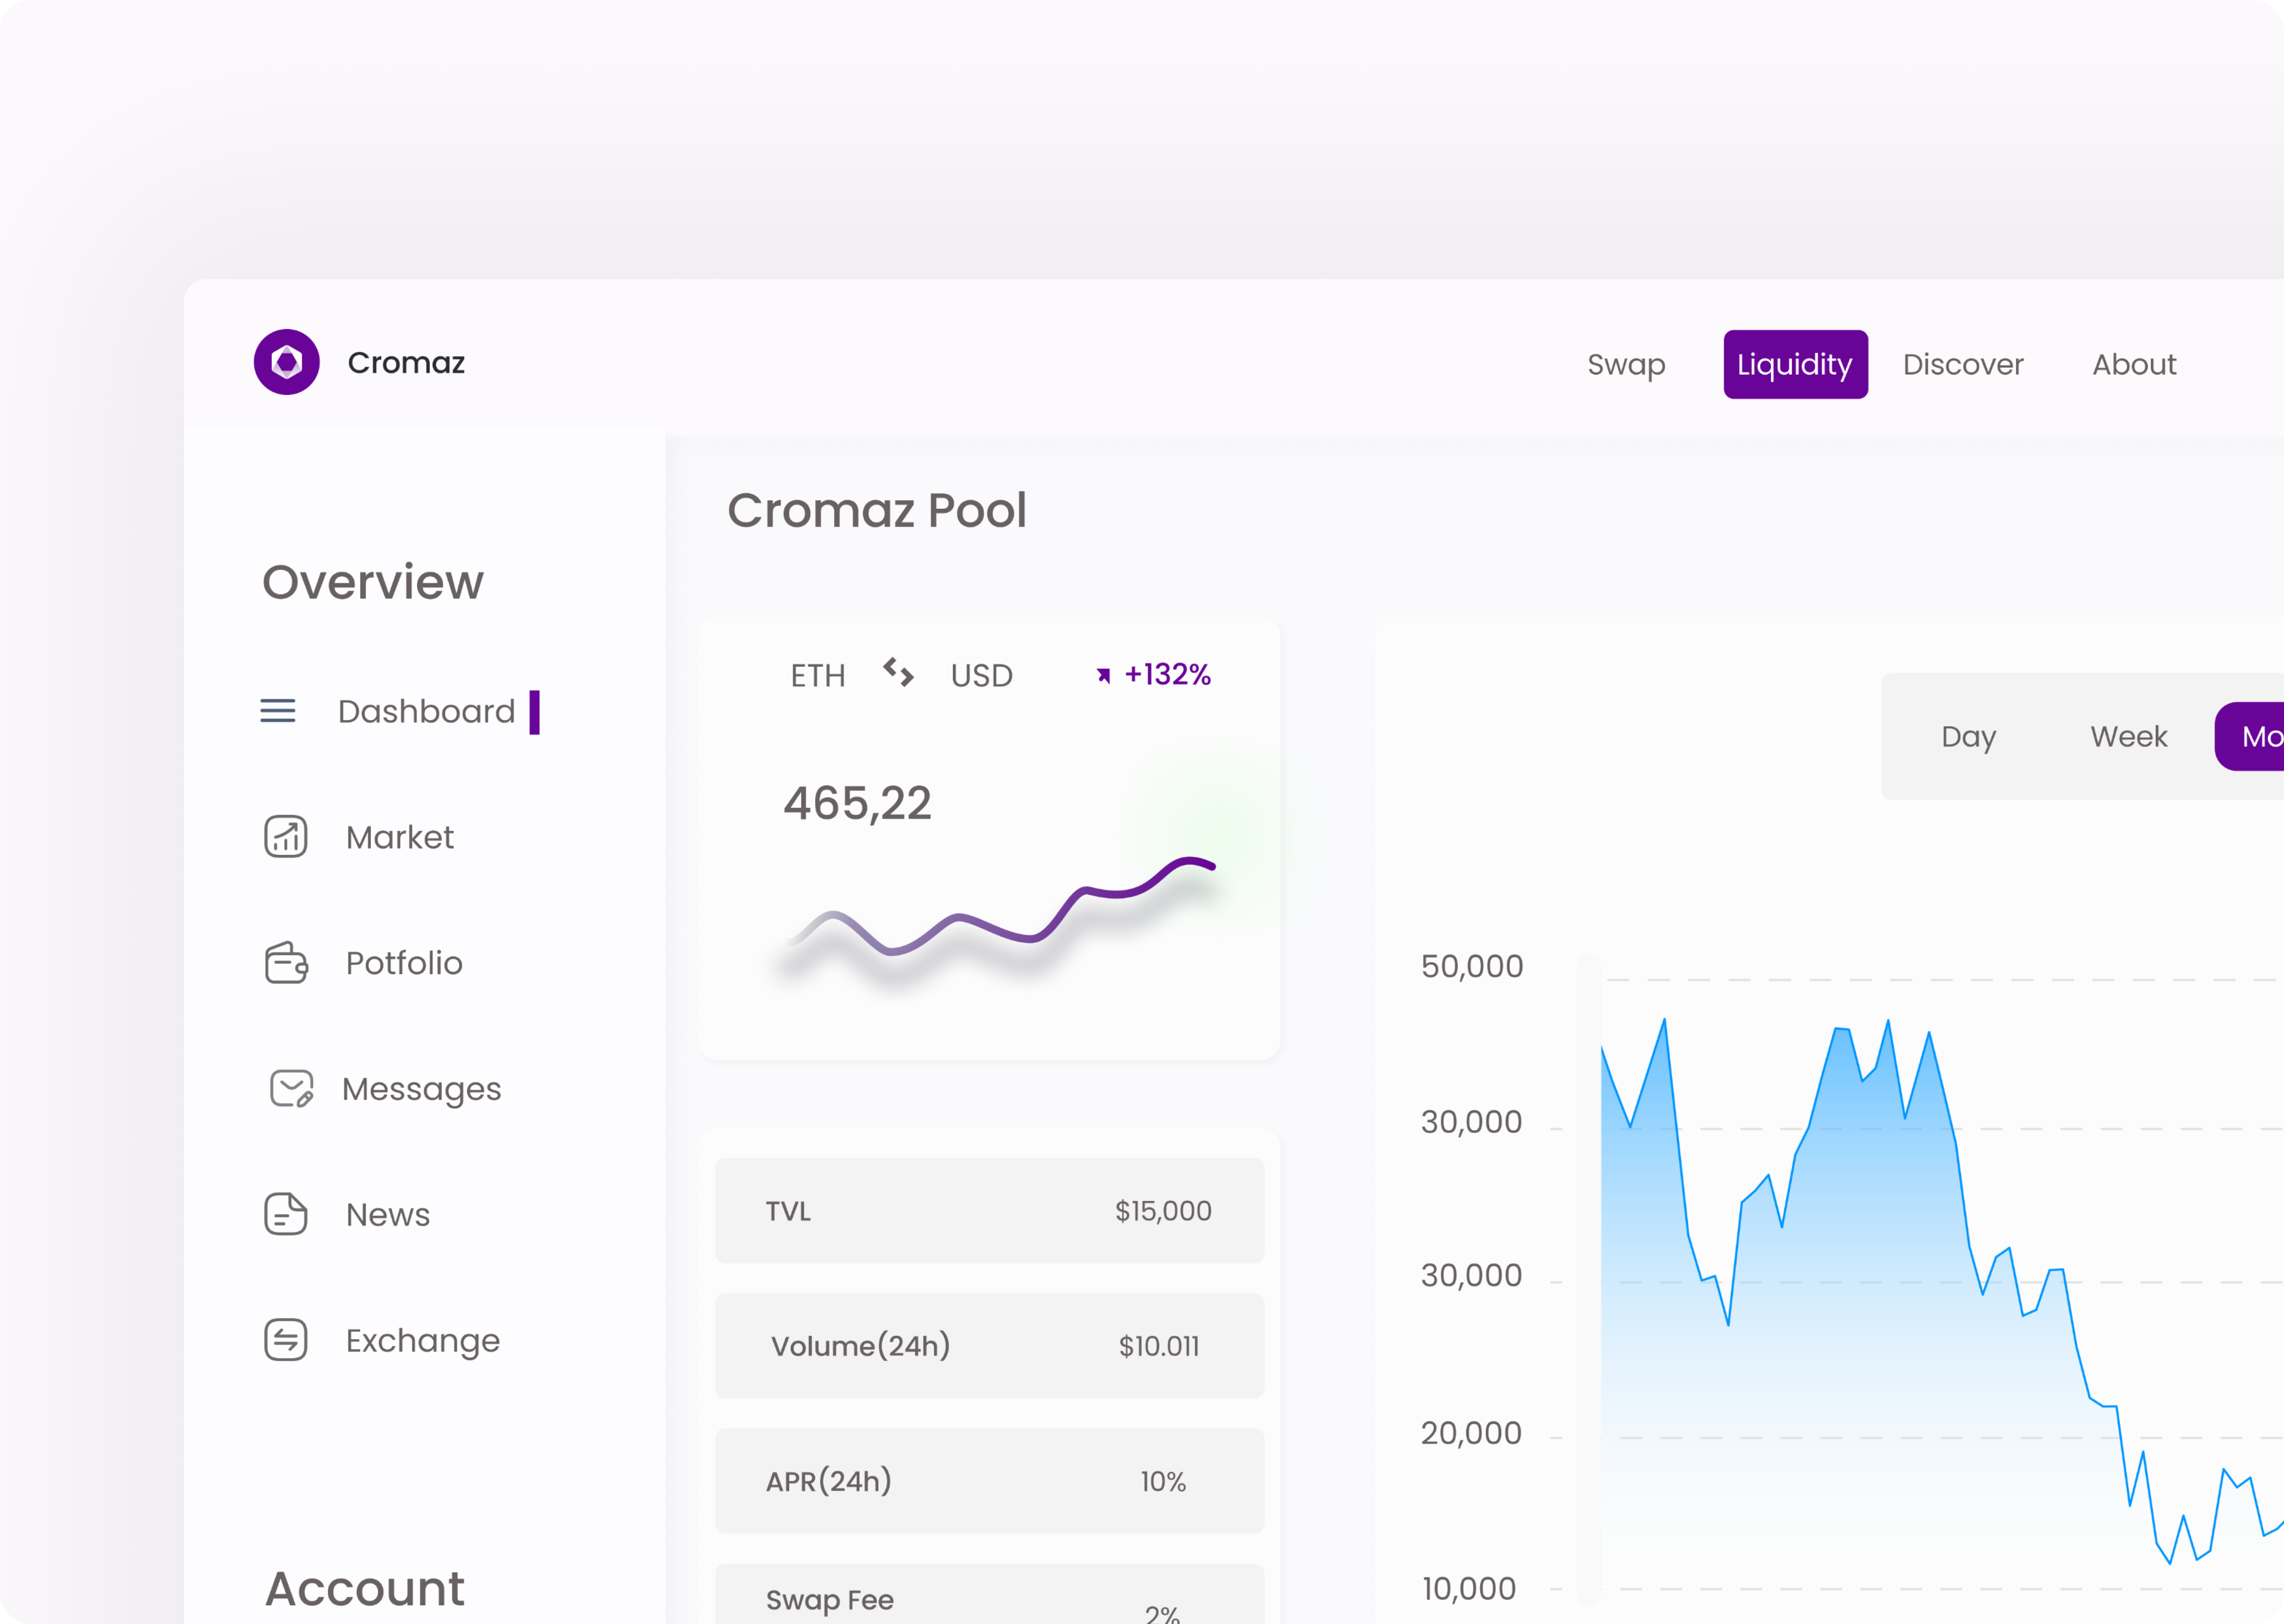 Cromaz
Swap
Liquidity
Discover
About
Overview
Dashboard
Market
Potfolio
Messages
News
Exchange
Account
Cromaz Pool
ETH
USD
+132%
465,22
TVL
$15,000
Volume(24h)
$10.011
APR(24h)
10%
Swap Fee
2%
Day
Week
Mo
50,000
30,000
30,000
20,000
10,000